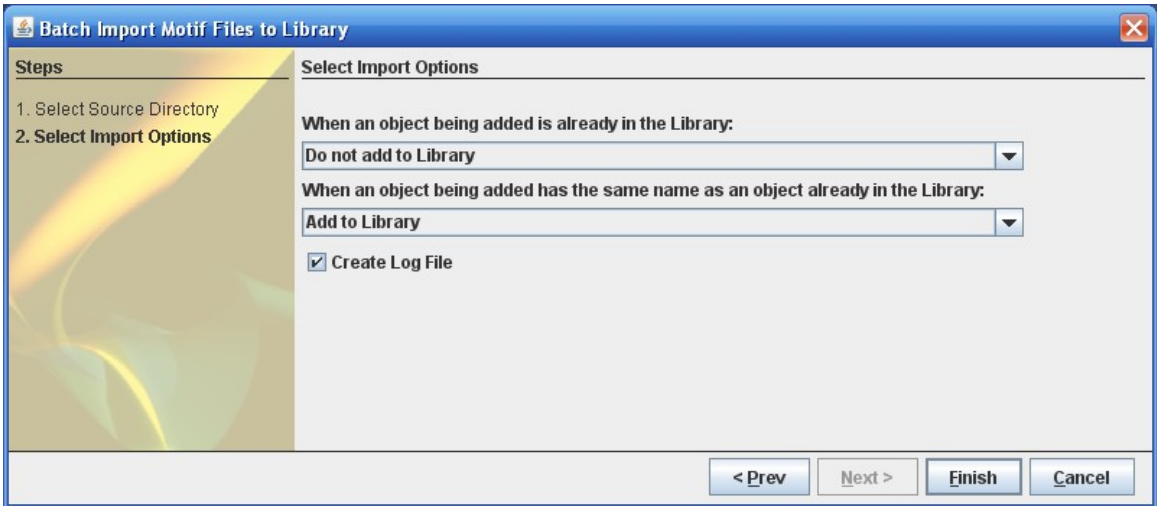 Batch Import Motif Files to Library
Steps
1. Select Source Directory
2. Select Import Options
Select Import Options
When an object being added is already in the Library:
Do not add to Library
When an object being added has the same name as an object already in the Library:
Add to Library
Create Log File
< Prev
Next >
Finish
Cancel